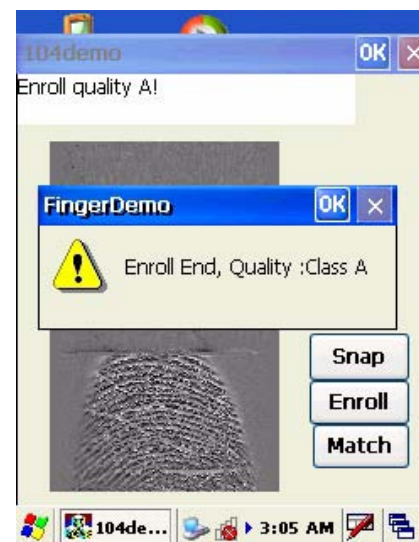 104demo OK
Enroll quality A!
FingerDemo OK
Enroll End, Quality :Class A
Snap
Enroll
Match
104de... 3:05 AM